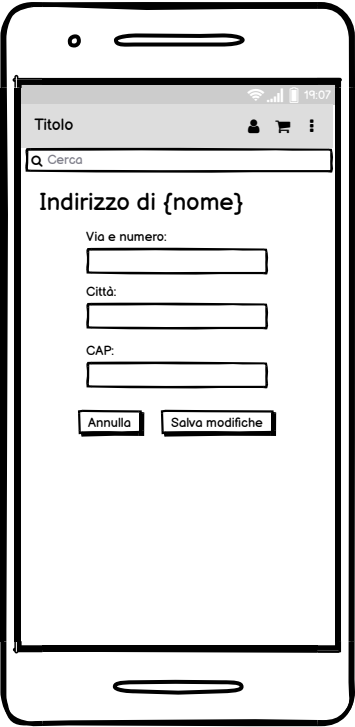 19:07
Titolo
Cerca
Indirizzo di {nome}
Via e numero:
Città:
CAP:
Annulla Salva modifiche